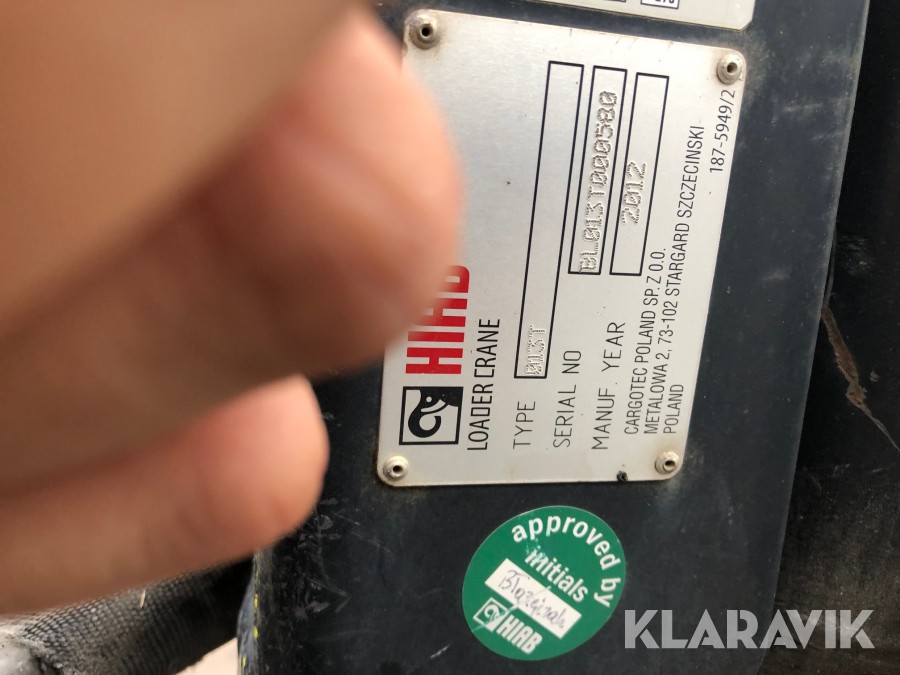 HIAB
LOADER CRANE
TYPE 013T
SERIAL NO BL013T000580
MANUF. YEAR 2012
CARGOTEC POLAND SP. Z O.O.
METALOWA 2, 73-102 STARGARD SZCZECINSKI
POLAND
187-5949/2
approved by
initials
HIAB
KLARAVIK